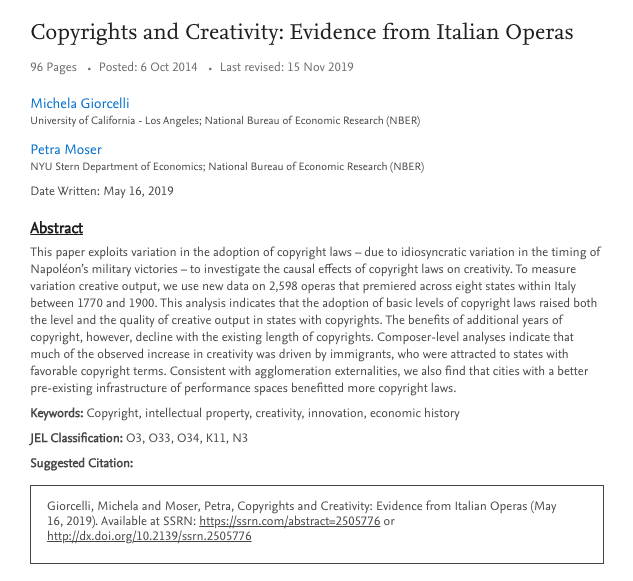 Copyrights and Creativity: Evidence from Italian Operas
96 Pages • Posted: 6 Oct 2014 • Last revised: 15 Nov 2019
Michela Giorcelli
University of California - Los Angeles; National Bureau of Economic Research (NBER)
Petra Moser
NYU Stern Department of Economics; National Bureau of Economic Research (NBER)
Date Written: May 16, 2019
Abstract
This paper exploits variation in the adoption of copyright laws – due to idiosyncratic variation in the timing of
Napoléon's military victories – to investigate the causal effects of copyright laws on creativity. To measure
variation creative output, we use new data on 2,598 operas that premiered across eight states within Italy
between 1770 and 1900. This analysis indicates that the adoption of basic levels of copyright laws raised both
the level and the quality of creative output in states with copyrights. The benefits of additional years of
copyright, however, decline with the existing length of copyrights. Composer-level analyses indicate that
much of the observed increase in creativity was driven by immigrants, who were attracted to states with
favorable copyright terms. Consistent with agglomeration externalities, we also find that cities with a better
pre-existing infrastructure of performance spaces benefitted more copyright laws.
Keywords: Copyright, intellectual property, creativity, innovation, economic history
JEL Classification: O3, O33, O34, K11, N3
Suggested Citation:
Giorcelli, Michela and Moser, Petra, Copyrights and Creativity: Evidence from Italian Operas (May
16, 2019). Available at SSRN: https://ssrn.com/abstract=2505776 or
http://dx.doi.org/10.2139/ssrn.2505776